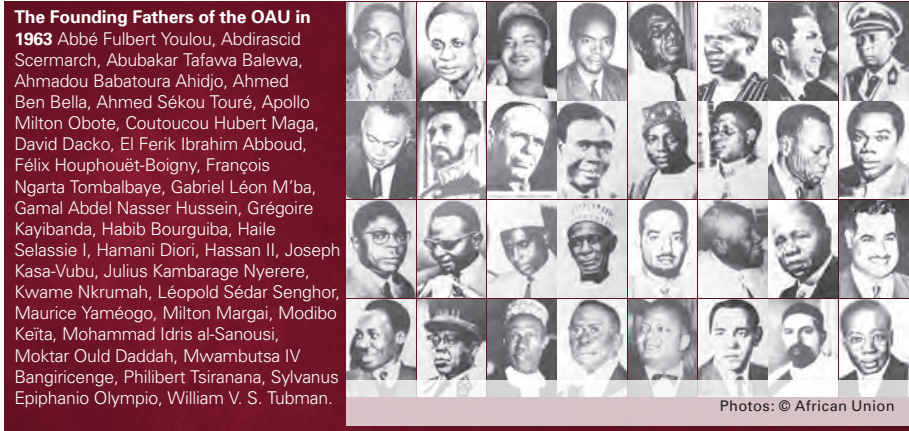 The Founding Fathers of the OAU in
1963 Abbé Fulbert Youlou, Abdirascid
Scermarch, Abubakar Tafawa Balewa,
Ahmadou Babatoura Ahidjo, Ahmed
Ben Bella, Ahmed Sékou Touré, Apollo
Milton Obote, Coutoucou Hubert Maga,
David Dacko, El Ferik Ibrahim Abboud,
Félix Houphouët-Boigny, François
Ngarta Tombalbaye, Gabriel Léon M’ba,
Gamal Abdel Nasser Hussein, Grégoire
Kayibanda, Habib Bourguiba, Haile
Selassie I, Hamani Diori, Hassan II, Joseph
Kasa-Vubu, Julius Kambarage Nyerere,
Kwame Nkrumah, Léopold Sédar Senghor,
Maurice Yaméogo, Milton Margai, Modibo
Keïta, Mohammad Idris al-Sanousi,
Moktar Ould Daddah, Mwambutsa IV
Bangiricenge, Philibert Tsiranana, Sylvanus
Epiphanio Olympio, William V. S. Tubman.
Photos: © African Union